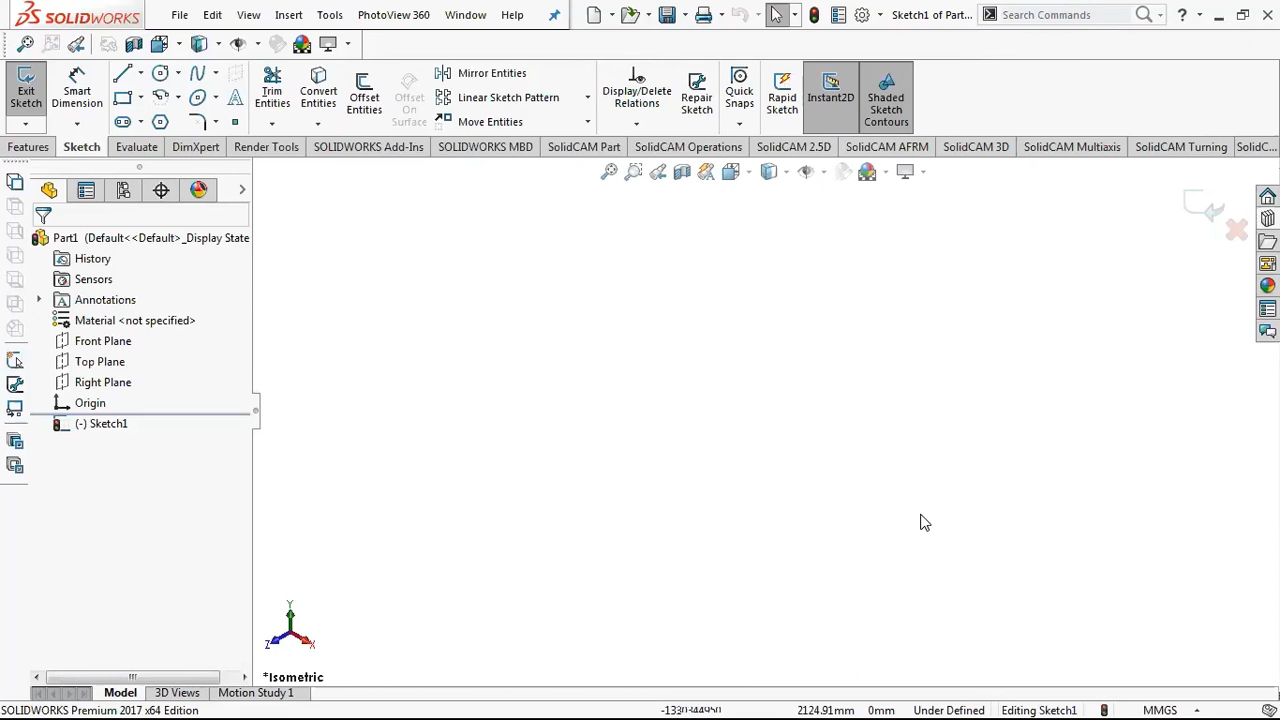 SOLIDWORKS File Edit View Insert Tools PhotoView 360 Window Help Sketch1 of Part... Search Commands ?
Exit Sketch
Smart Dimension
Trim Entities
Convert Entities
Offset Entities
Offset On Surface
Mirror Entities
Linear Sketch Pattern
Move Entities
Display/Delete Relations
Repair Sketch
Quick Snaps
Rapid Sketch
Instant2D
Shaded Sketch Contours
Features Sketch Evaluate DimXpert Render Tools SOLIDWORKS Add-Ins SOLIDWORKS MBD SolidCAM Part SolidCAM Operations SolidCAM 2.5D SolidCAM AFRM SolidCAM 3D SolidCAM Multiaxis SolidCAM Turning SolidC...
Part1 (Default<<Default>_Display State
History
Sensors
Annotations
Material <not specified>
Front Plane
Top Plane
Right Plane
Origin
(-) Sketch1
Y
Z X
*Isometric
Model 3D Views Motion Study 1
SOLIDWORKS Premium 2017 x64 Edition 2124.91mm 0mm Under Defined Editing Sketch1 MMGS